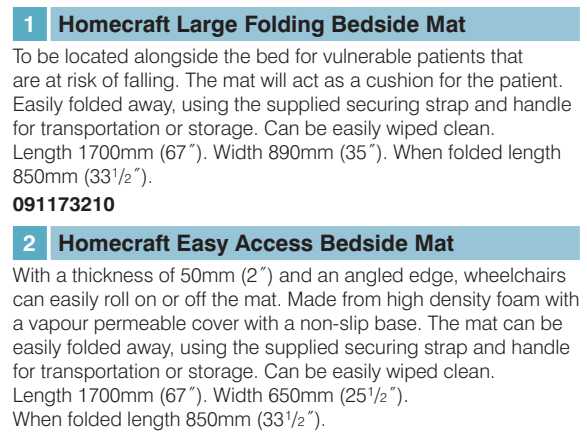 1 Homecraft Large Folding Bedside Mat
To be located alongside the bed for vulnerable patients that
are at risk of falling. The mat will act as a cushion for the patient.
Easily folded away, using the supplied securing strap and handle
for transportation or storage. Can be easily wiped clean.
Length 1700mm (67˝). Width 890mm (35˝). When folded length
850mm (33¹/₂˝).
091173210
2 Homecraft Easy Access Bedside Mat
With a thickness of 50mm (2˝) and an angled edge, wheelchairs
can easily roll on or off the mat. Made from high density foam with
a vapour permeable cover with a non-slip base. The mat can be
easily folded away, using the supplied securing strap and handle
for transportation or storage. Can be easily wiped clean.
Length 1700mm (67˝). Width 650mm (25¹/₂˝).
When folded length 850mm (33¹/₂˝).